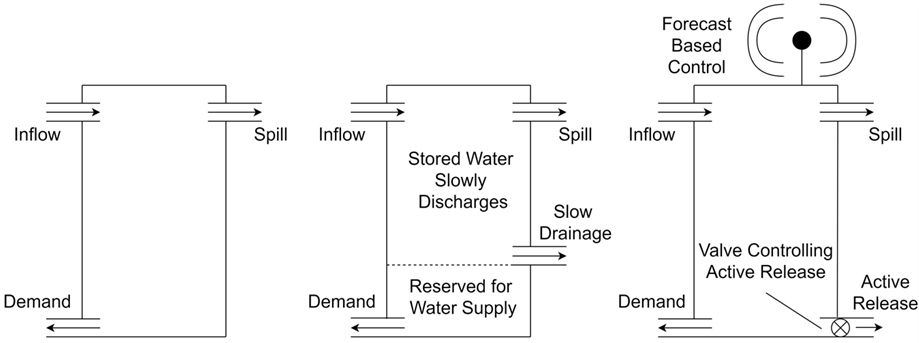 Inflow
Spill
Demand
Inflow
Spill
Stored Water
Slowly
Discharges
Slow
Drainage
Reserved for
Water Supply
Demand
Forecast
Based
Control
Inflow
Spill
Valve Controlling
Active Release
Active
Release
Demand